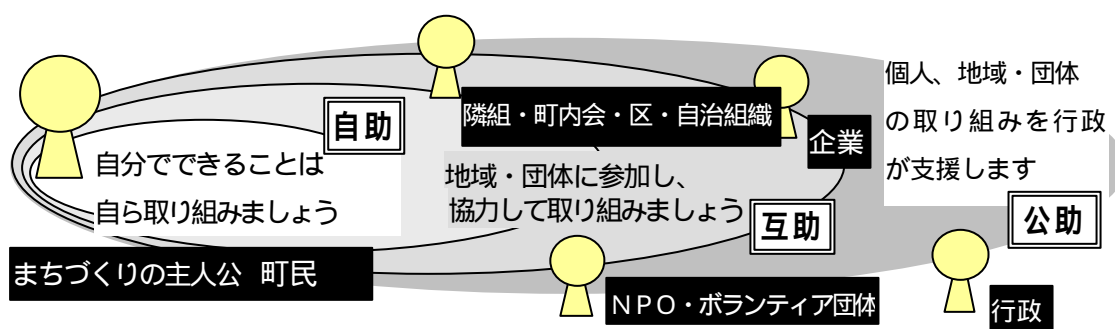 自助
自分でできることは
自ら取り組みましょう
まちづくりの主人公 町民
隣組・町内会・区・自治組織
地域・団体に参加し、
協力して取り組みましょう
互助
企業
NPO・ボランティア団体
個人、地域・団体
の取り組みを行政
が支援します
公助
行政